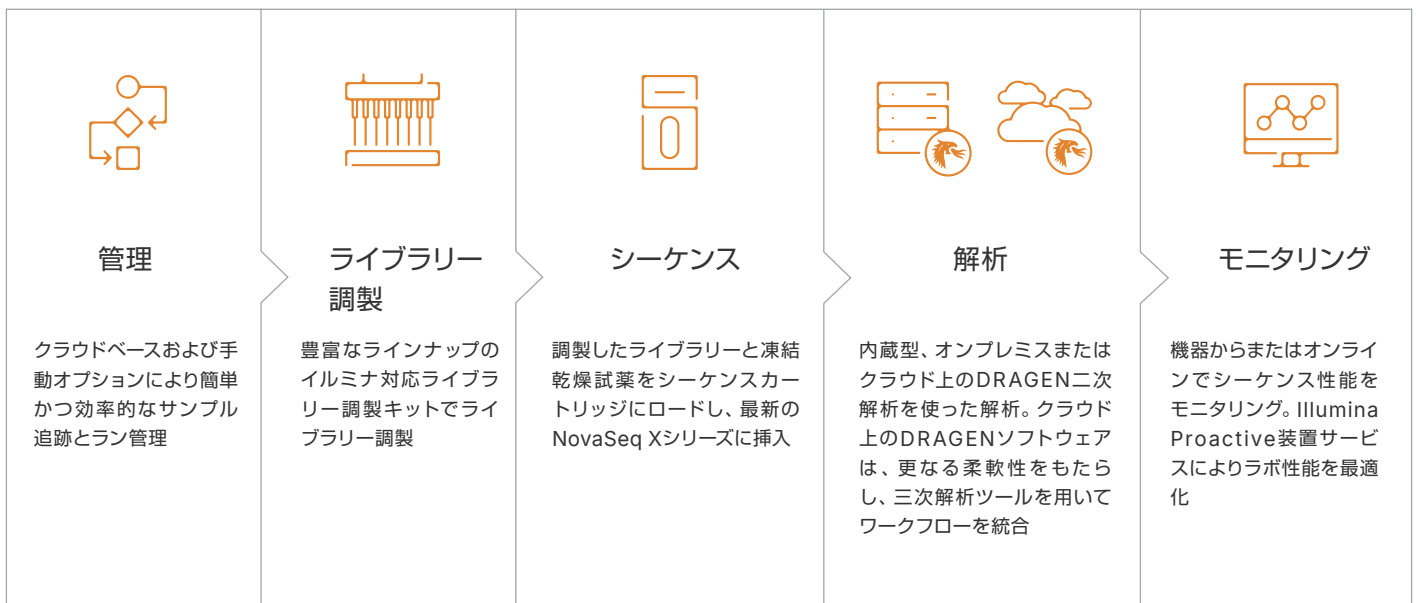 管理
クラウドベースおよび手
動オプションにより簡単
かつ効率的なサンプル
追跡とラン管理
ライブラリー
調製
豊富なラインナップの
イルミナ対応ライブラ
リー調製キットでライ
ブラリー調製
シーケンス
調製したライブラリーと凍結
乾燥試薬をシーケンスカー
トリッジにロードし、最新の
NovaSeq Xシリーズに挿入
解析
内蔵型、オンプレミスまたは
クラウド上のDRAGEN二次
解析を使った解析。クラウド
上のDRAGENソフトウェア
は、更なる柔軟性をもたら
し、三次解析ツールを用いて
ワークフローを統合
モニタリング
機器からまたはオンライ
ンでシーケンス性能を
モニタリング。Illumina
Proactive装置サービ
スによりラボ性能を最適
化